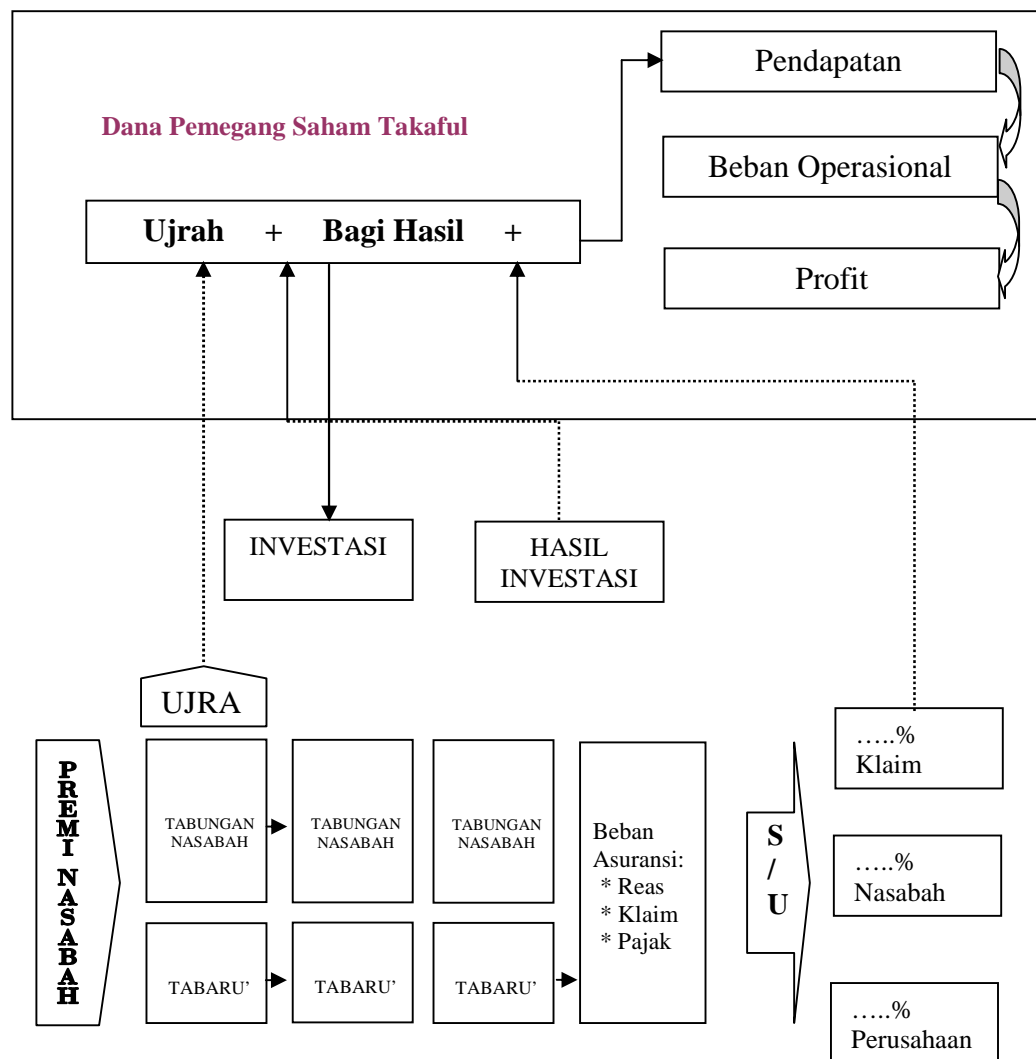 Pendapatan
Dana Pemegang Saham Takaful
Beban Operasional
Ujrah + Bagi Hasil +
Profit
INVESTASI
HASIL
INVESTASI
UJRA
PREMI NASABAH
TABUNGAN
NASABAH
TABUNGAN
NASABAH
TABUNGAN
NASABAH
TABARU’
TABARU’
TABARU’
Beban
Asuransi:
* Reas
* Klaim
* Pajak
S
/
U
…..%
Klaim
…..%
Nasabah
…..%
Perusahaan